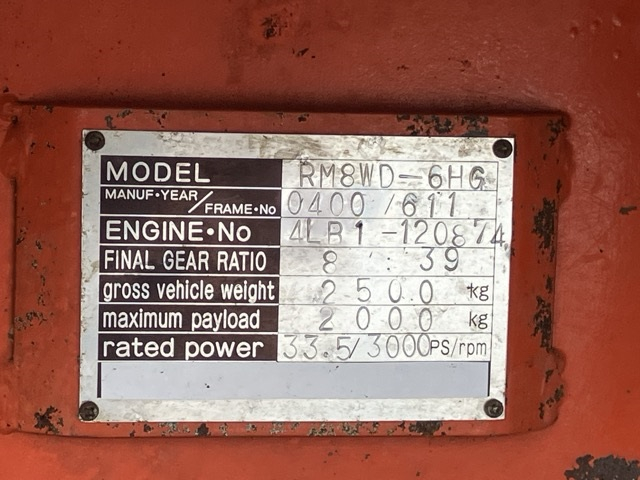 MODEL RM8WD-6HG
MANUF·YEAR/FRAME·No 0400/611
ENGINE·No 4LB1-120874
FINAL GEAR RATIO 8 : 39
gross vehicle weight 2500 kg
maximum payload 2000 kg
rated power 33.5/3000 PS/rpm